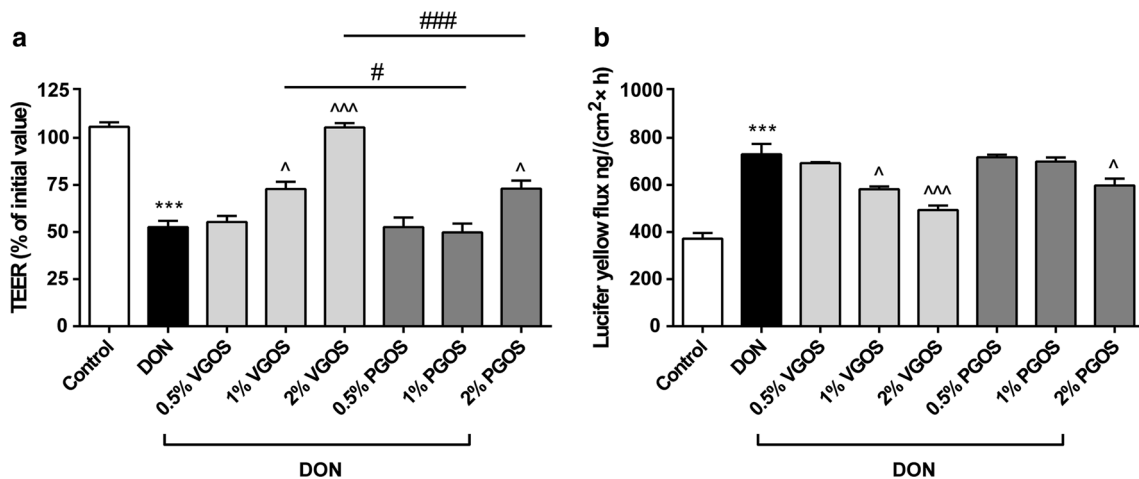 a
###
#
TEER (% of initial value)
125
100
75
50
25
0
***
^
^^^
^
Control
DON
0.5% VGOS
1% VGOS
2% VGOS
0.5% PGOS
1% PGOS
2% PGOS
DON
b
Lucifer yellow flux ng/(cm²× h)
1000
800
600
400
200
0
***
^
^^^
^
Control
DON
0.5% VGOS
1% VGOS
2% VGOS
0.5% PGOS
1% PGOS
2% PGOS
DON